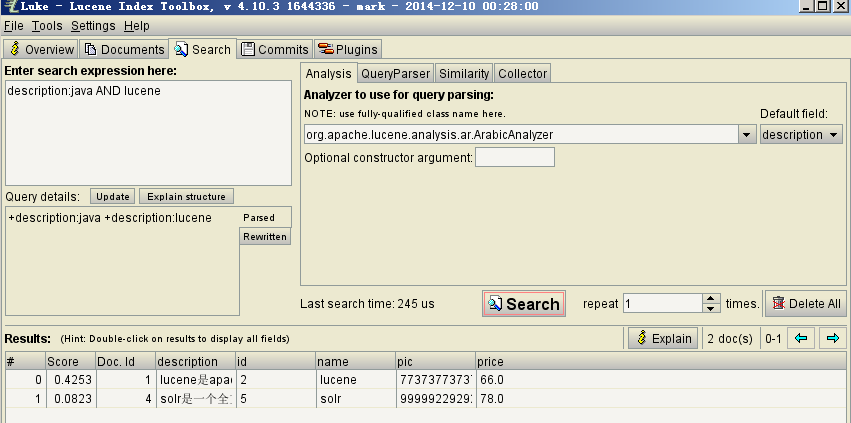 Luke - Lucene Index Toolbox, v 4.10.3 1644336 - mark - 2014-12-10 00:28:00
File Tools Settings Help
Overview Documents Search Commits Plugins
Enter search expression here:
description:java AND lucene
Query details: Update Explain structure
+description:java +description:lucene
Parsed
Rewritten
Analysis QueryParser Similarity Collector
Analyzer to use for query parsing:
NOTE: use fully-qualified class name here.
Default field:
org.apache.lucene.analysis.ar.ArabicAnalyzer
description
Optional constructor argument:
Last search time: 245 us
Search
repeat 1 times.
Delete All
Results: (Hint: Double-click on results to display all fields)
Explain 2 doc(s) 0-1
# Score Doc. Id description id name pic price
0 0.4253 1 lucene是apa 2 lucene 7737377373 66.0
1 0.0823 4 solr是一个全 5 solr 9999922929 78.0